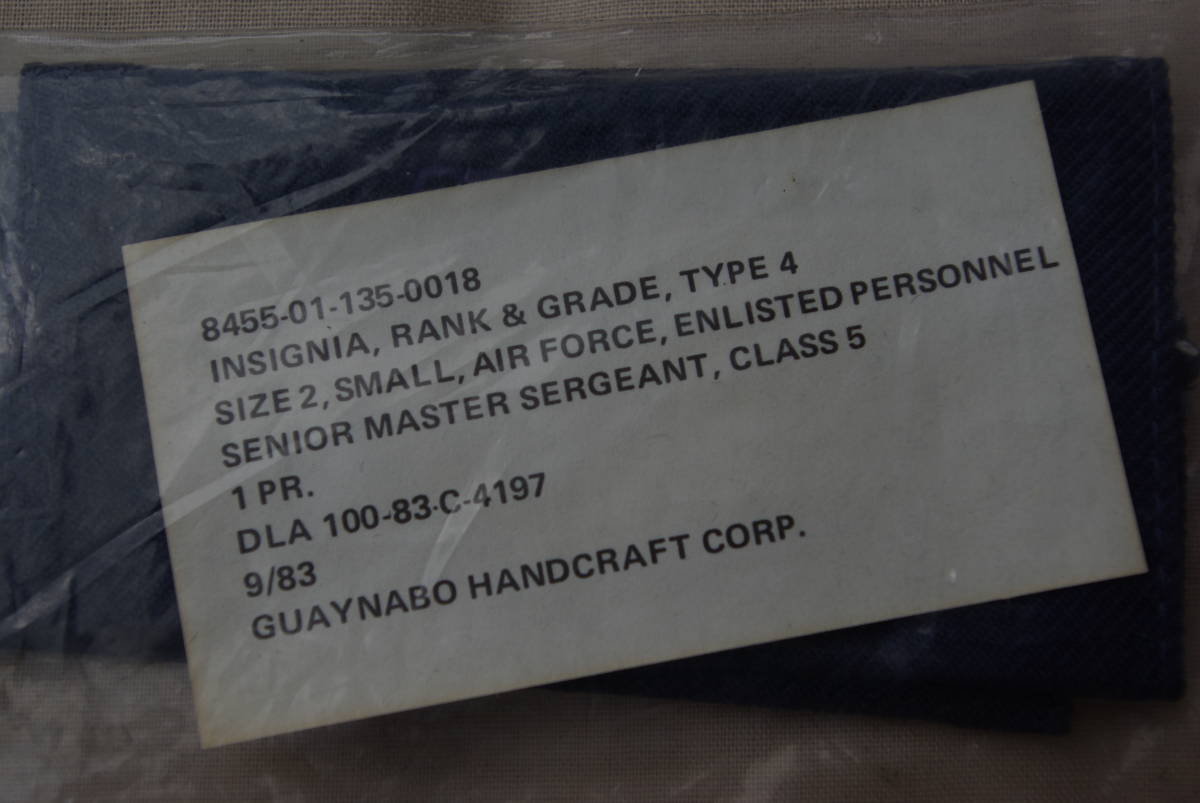 8455-01-135-0018
INSIGNIA, RANK & GRADE, TYPE 4
SIZE 2, SMALL, AIR FORCE, ENLISTED PERSONNEL
SENIOR MASTER SERGEANT, CLASS 5
1 PR.
DLA 100-83-C-4197
9/83
GUAYNABO HANDCRAFT CORP.